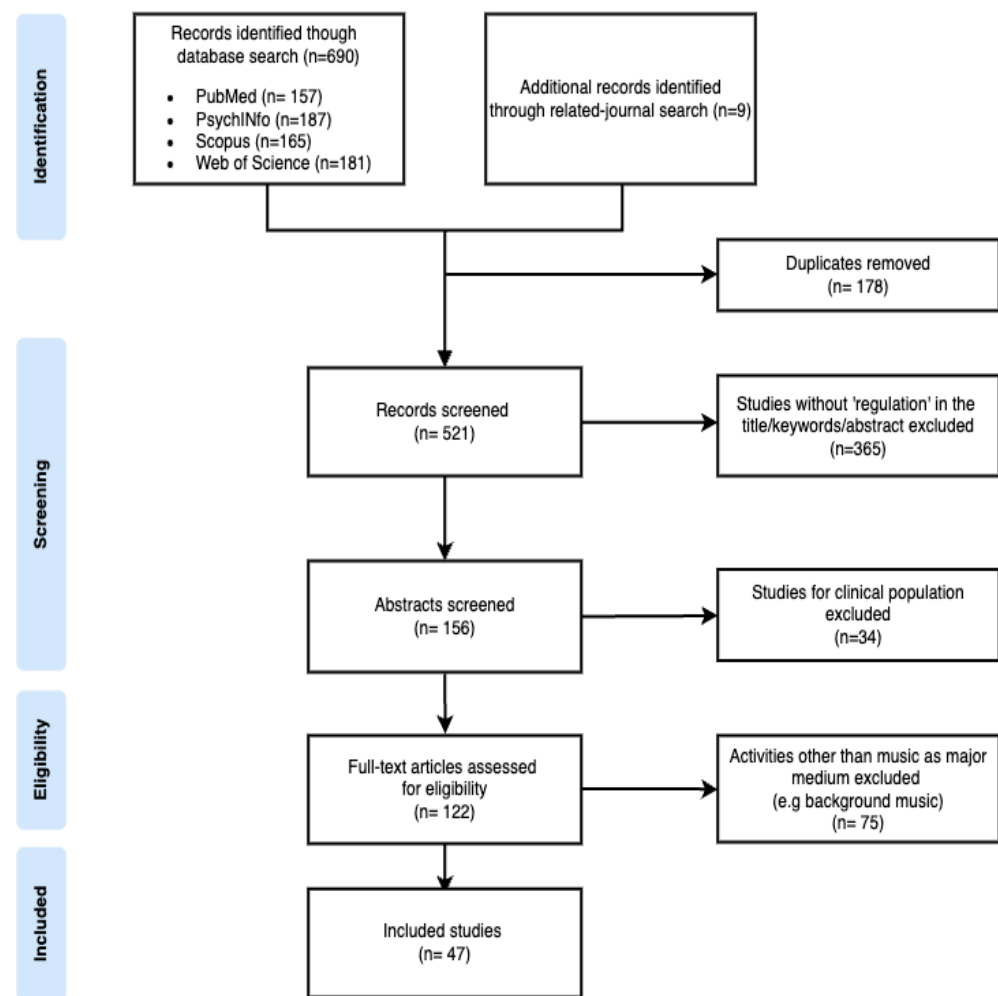 Identification
Records identified though
database search (n=690)
• PubMed (n= 157)
• PsychINfo (n=187)
• Scopus (n=165)
• Web of Science (n=181)
Additional records identified
through related-journal search (n=9)
Duplicates removed
(n= 178)
Screening
Records screened
(n= 521)
Studies without 'regulation' in the
title/keywords/abstract excluded
(n=365)
Abstracts screened
(n= 156)
Studies for clinical population
excluded
(n=34)
Eligibility
Full-text articles assessed
for eligibility
(n= 122)
Activities other than music as major
medium excluded
(e.g background music)
(n= 75)
Included
Included studies
(n= 47)